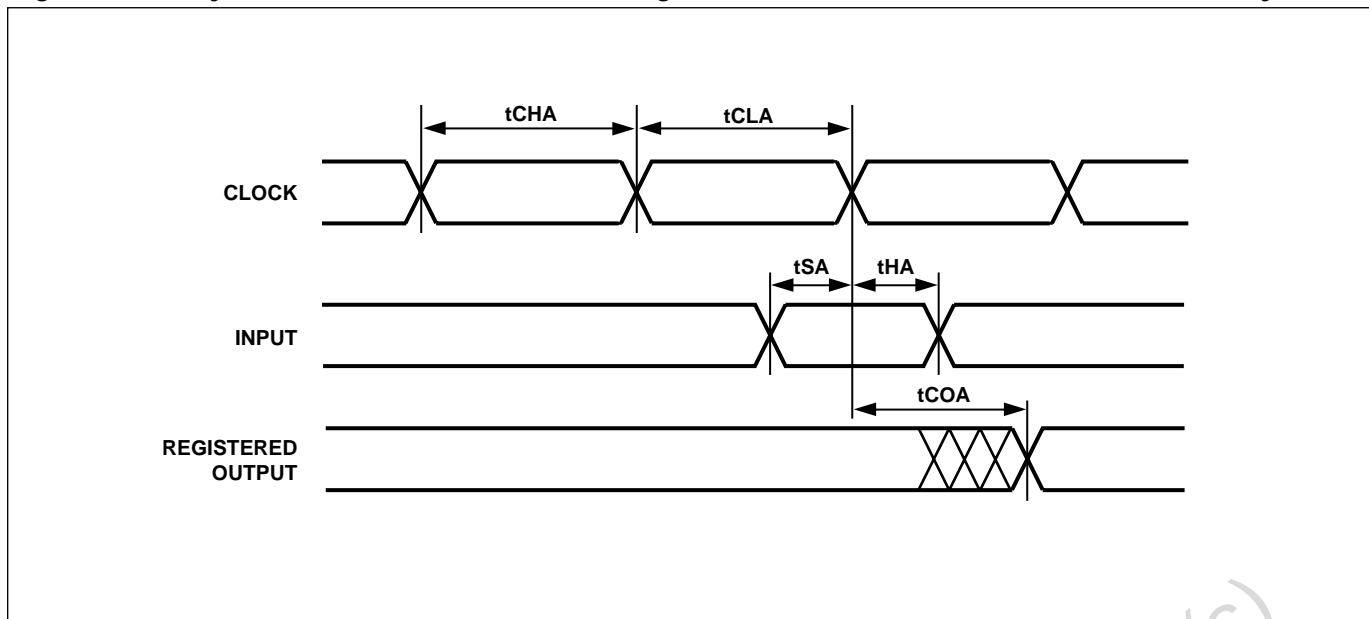 tCHA
tCLA
CLOCK
tSA
tHA
INPUT
tCOA
REGISTERED
OUTPUT